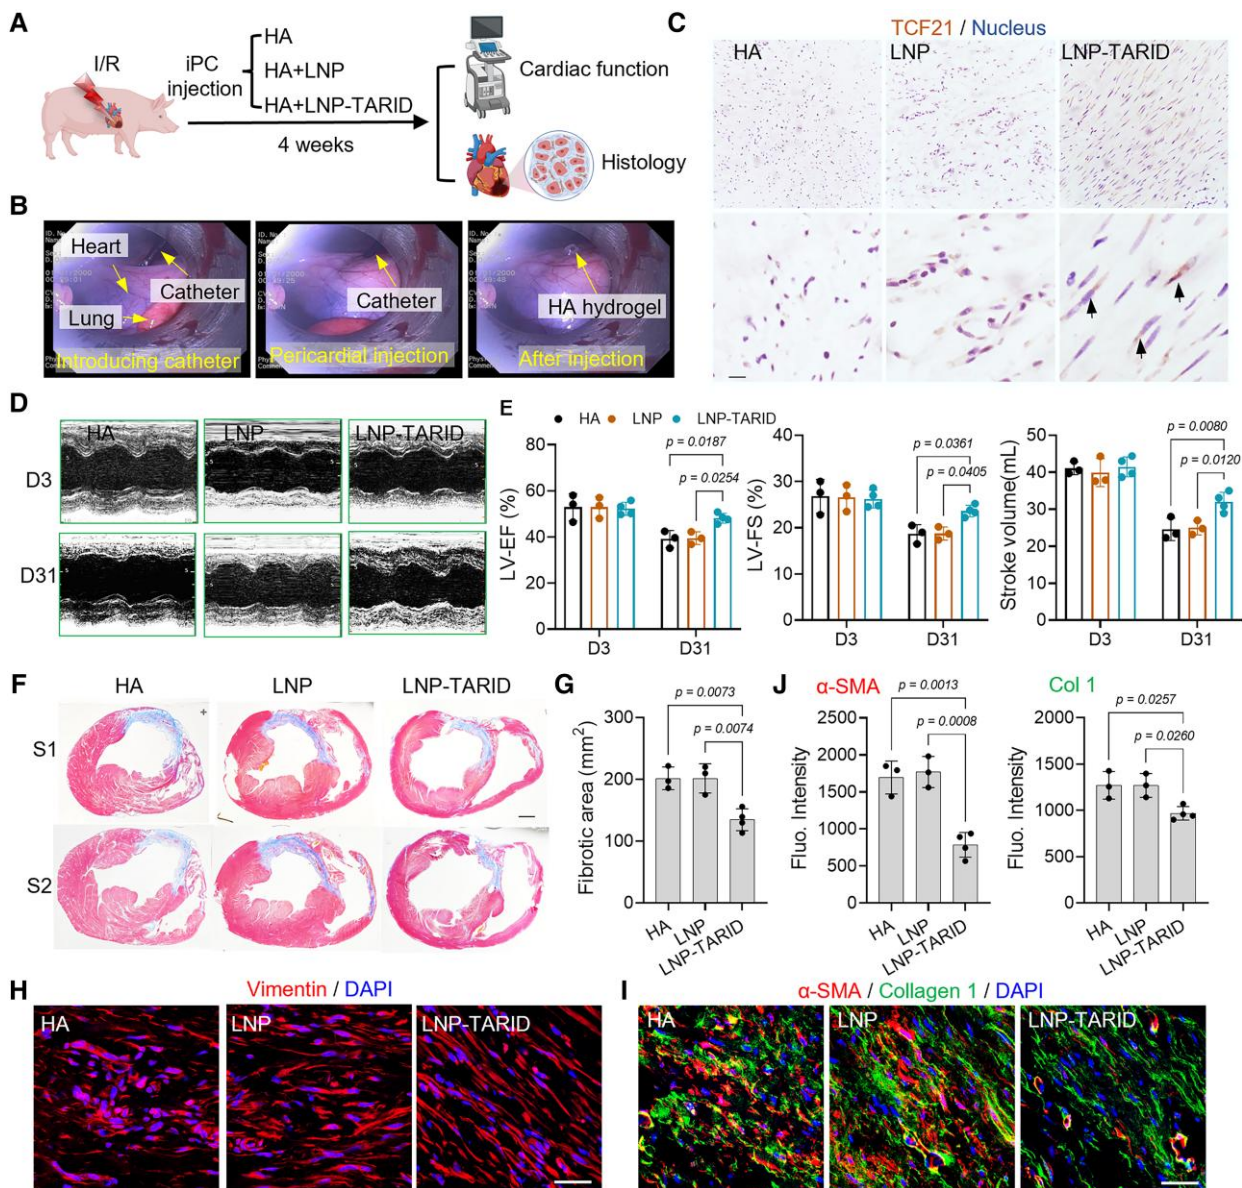 A
I/R
iPC
injection
HA
HA+LNP
HA+LNP-TARID
4 weeks
Cardiac function
Histology
B
Heart
Lung
Catheter
Introducing catheter
Catheter
Pericardial injection
HA hydrogel
After injection
C
TCF21 / Nucleus
HA
LNP
LNP-TARID
D
HA
LNP
LNP-TARID
D3
D31
E
HA
LNP
LNP-TARID
LV-EF (%)
80
60
40
20
0
p = 0.0187
p = 0.0254
D3
D31
LV-FS (%)
40
30
20
10
0
p = 0.0361
p = 0.0405
D3
D31
Stroke volume(mL)
50
40
30
20
10
0
p = 0.0080
p = 0.0120
D3
D31
F
HA
LNP
LNP-TARID
S1
S2
G
p = 0.0073
p = 0.0074
Fibrotic area (mm²)
300
200
100
0
HA
LNP
LNP-TARID
J
α-SMA
p = 0.0013
p = 0.0008
Fluo. Intensity
2500
2000
1500
1000
500
0
HA
LNP
LNP-TARID
Col 1
p = 0.0257
p = 0.0260
Fluo. Intensity
2000
1500
1000
500
0
HA
LNP
LNP-TARID
H
Vimentin / DAPI
HA
LNP
LNP-TARID
I
α-SMA / Collagen 1 / DAPI
HA
LNP
LNP-TARID